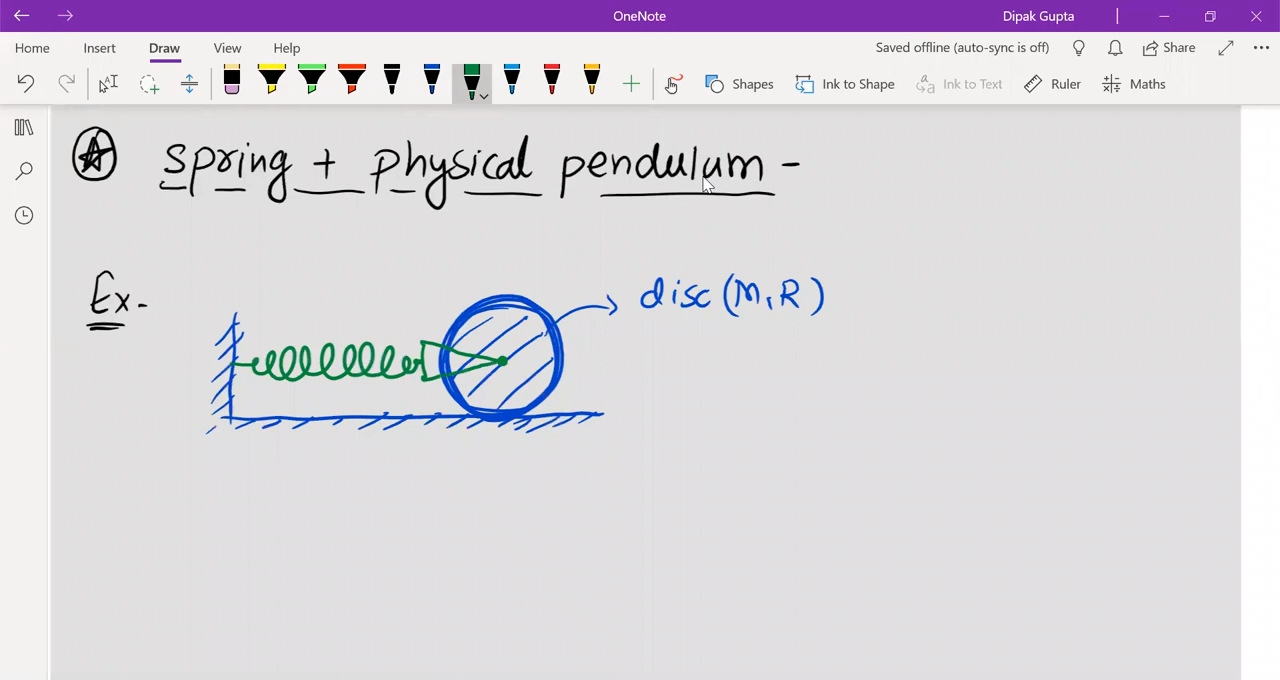 OneNote
Dipak Gupta
Home Insert Draw View Help
Saved offline (auto-sync is off)
Share
Shapes
Ink to Shape
Ink to Text
Ruler
Maths
Spring + physical pendulum -
Ex-
disc (M, R)